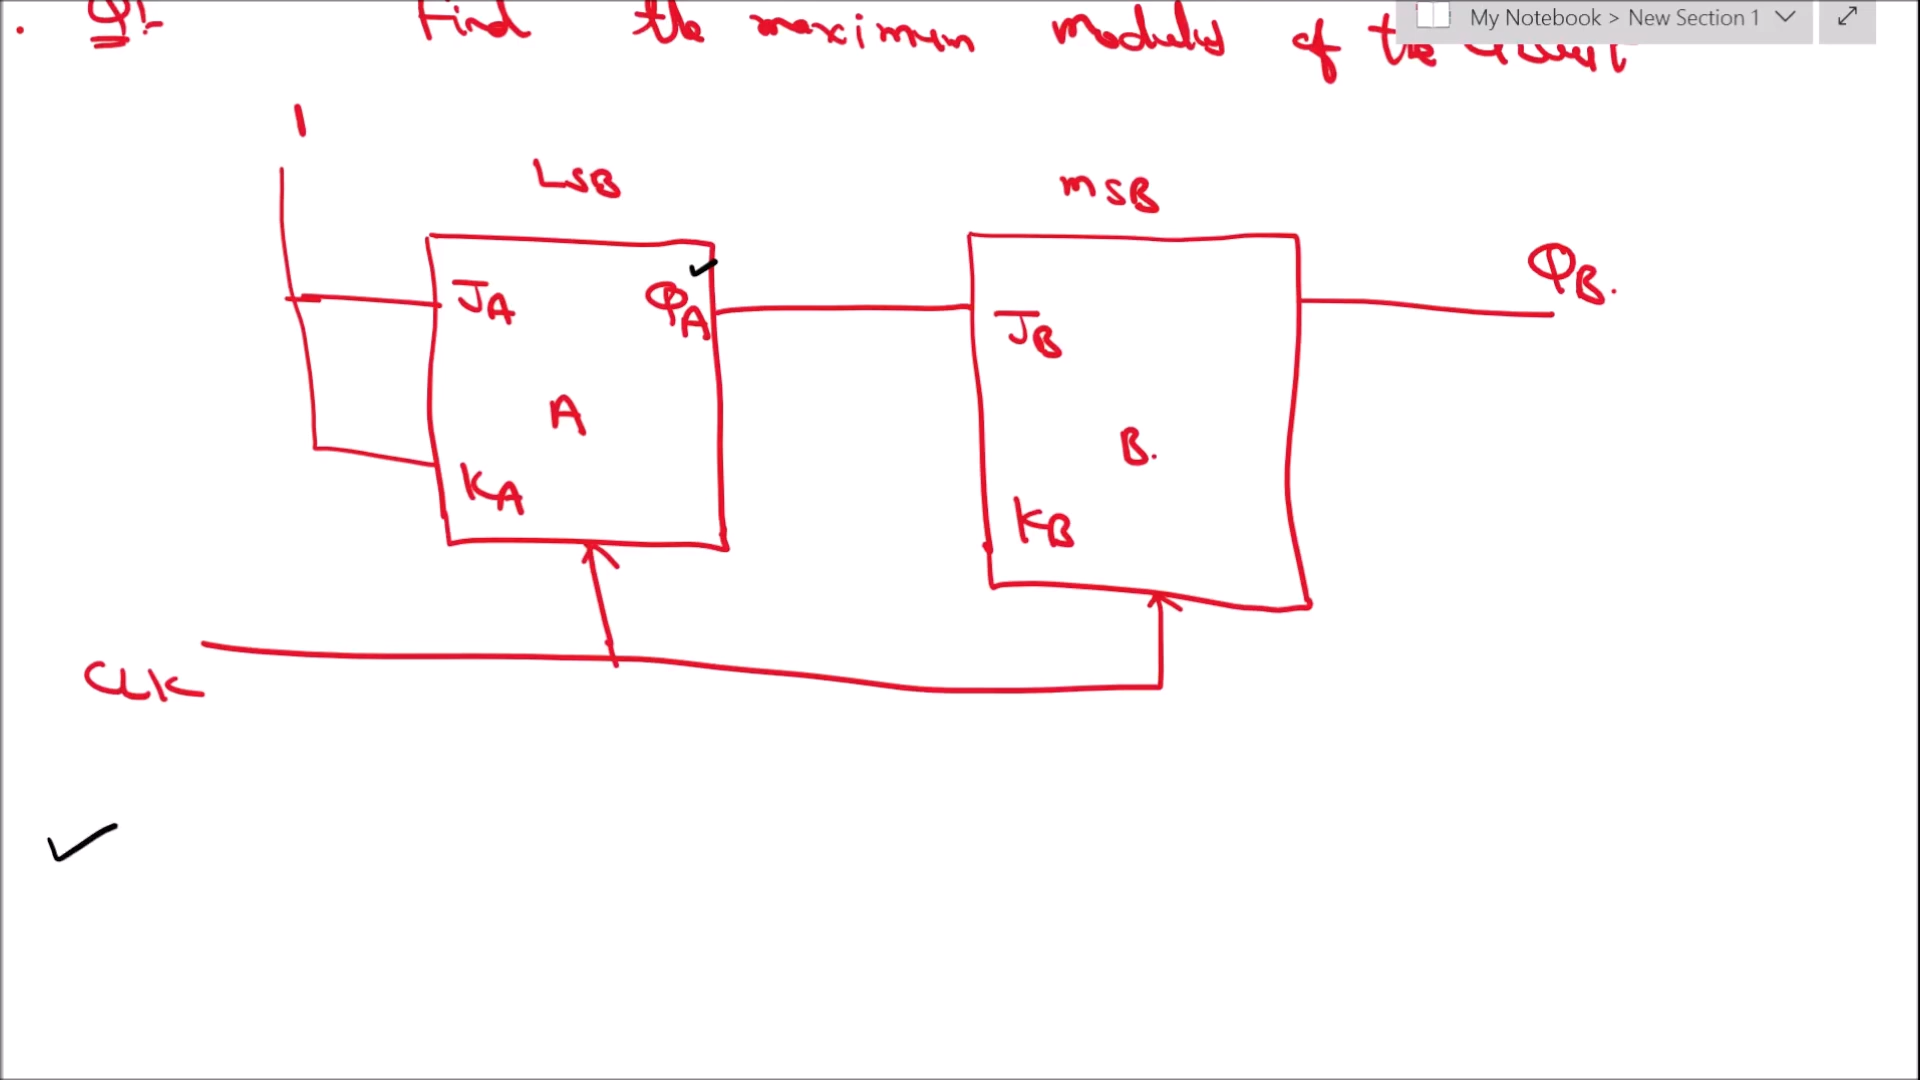 My Notebook > New Section 1
Q!- Find the maximum modulus of the circuit
1
LSB
MSB
JA
QA
JB
QB.
A
B.
KA
KB
CLK